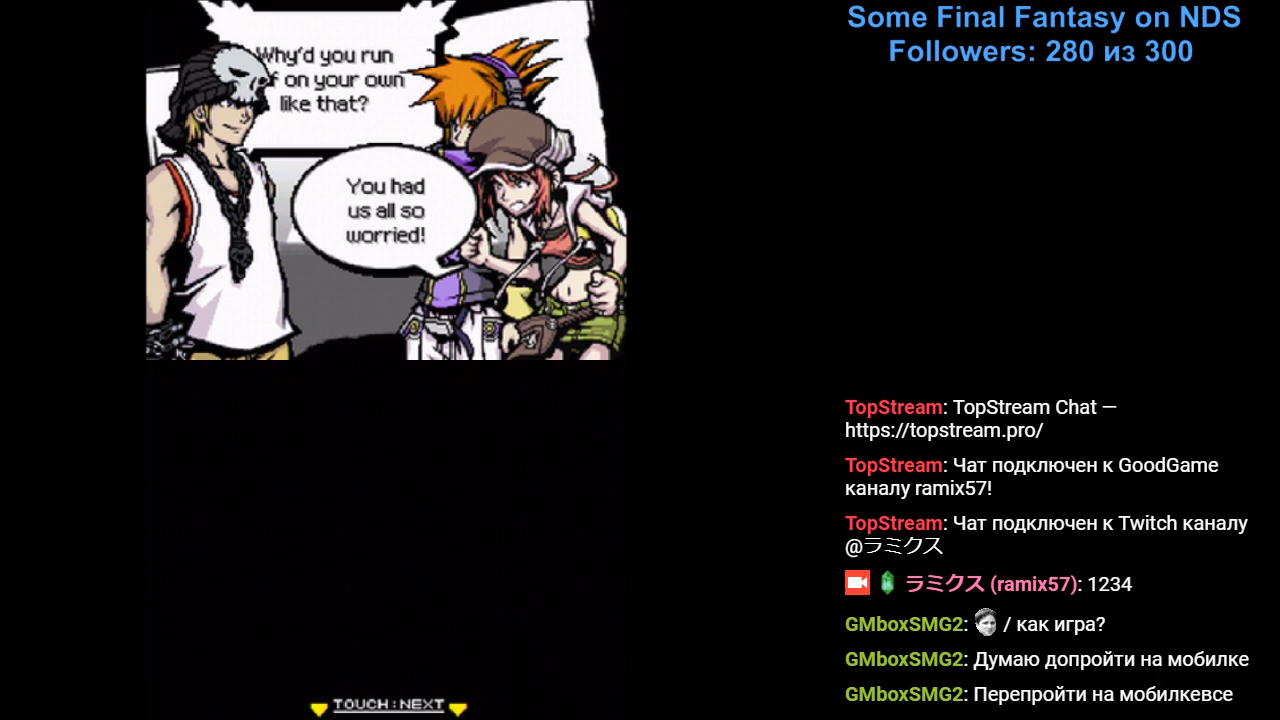 Why'd you run
on your own
like that?
You had
us all so
worried!
TOUCH:NEXT
Some Final Fantasy on NDS
Followers: 280 из 300
TopStream: TopStream Chat —
https://topstream.pro/
TopStream: Чат подключен к GoodGame
каналу ramix57!
TopStream: Чат подключен к Twitch каналу
@ラミクス
ラミクス (ramix57): 1234
GMboxSMG2: / как игра?
GMboxSMG2: Думаю допройти на мобилке
GMboxSMG2: Перепройти на мобилкевсе